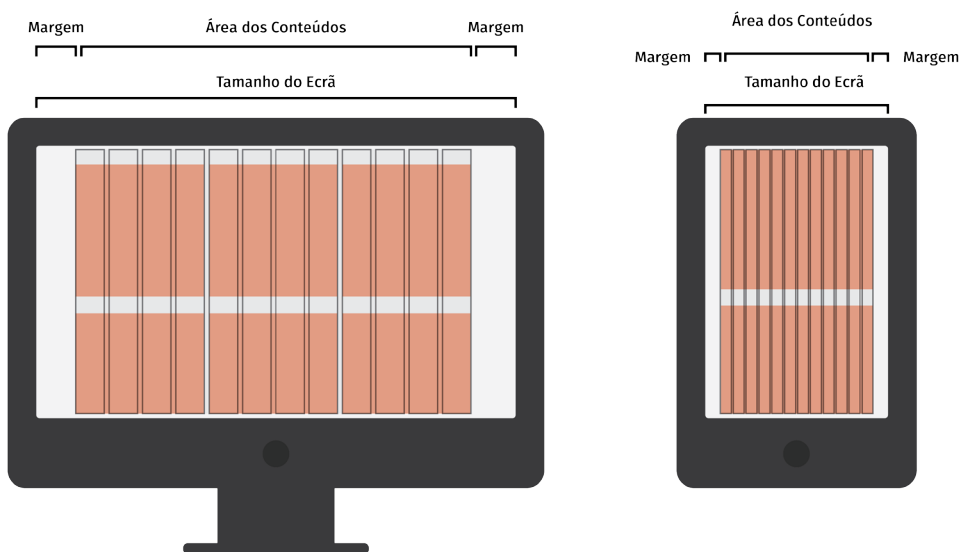 Margem
Área dos Conteúdos
Margem
Tamanho do Ecrã
Área dos Conteúdos
Margem
Margem
Tamanho do Ecrã